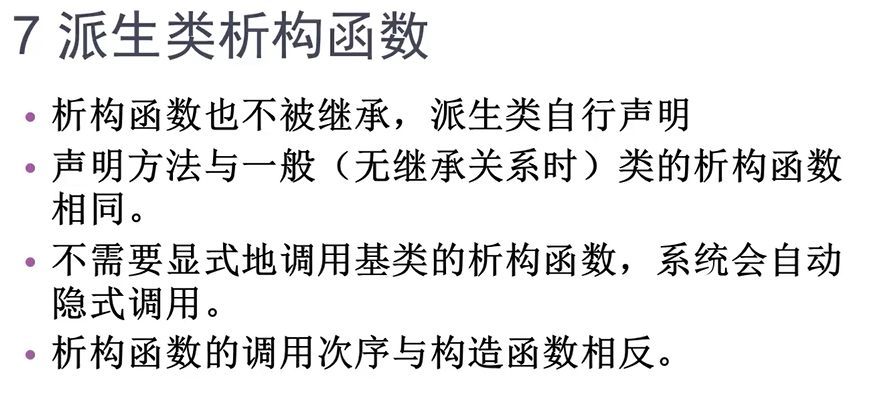 7 派生类析构函数
• 析构函数也不被继承，派生类自行声明
• 声明方法与一般（无继承关系时）类的析构函数
相同。
• 不需要显式地调用基类的析构函数，系统会自动
隐式调用。
• 析构函数的调用次序与构造函数相反。